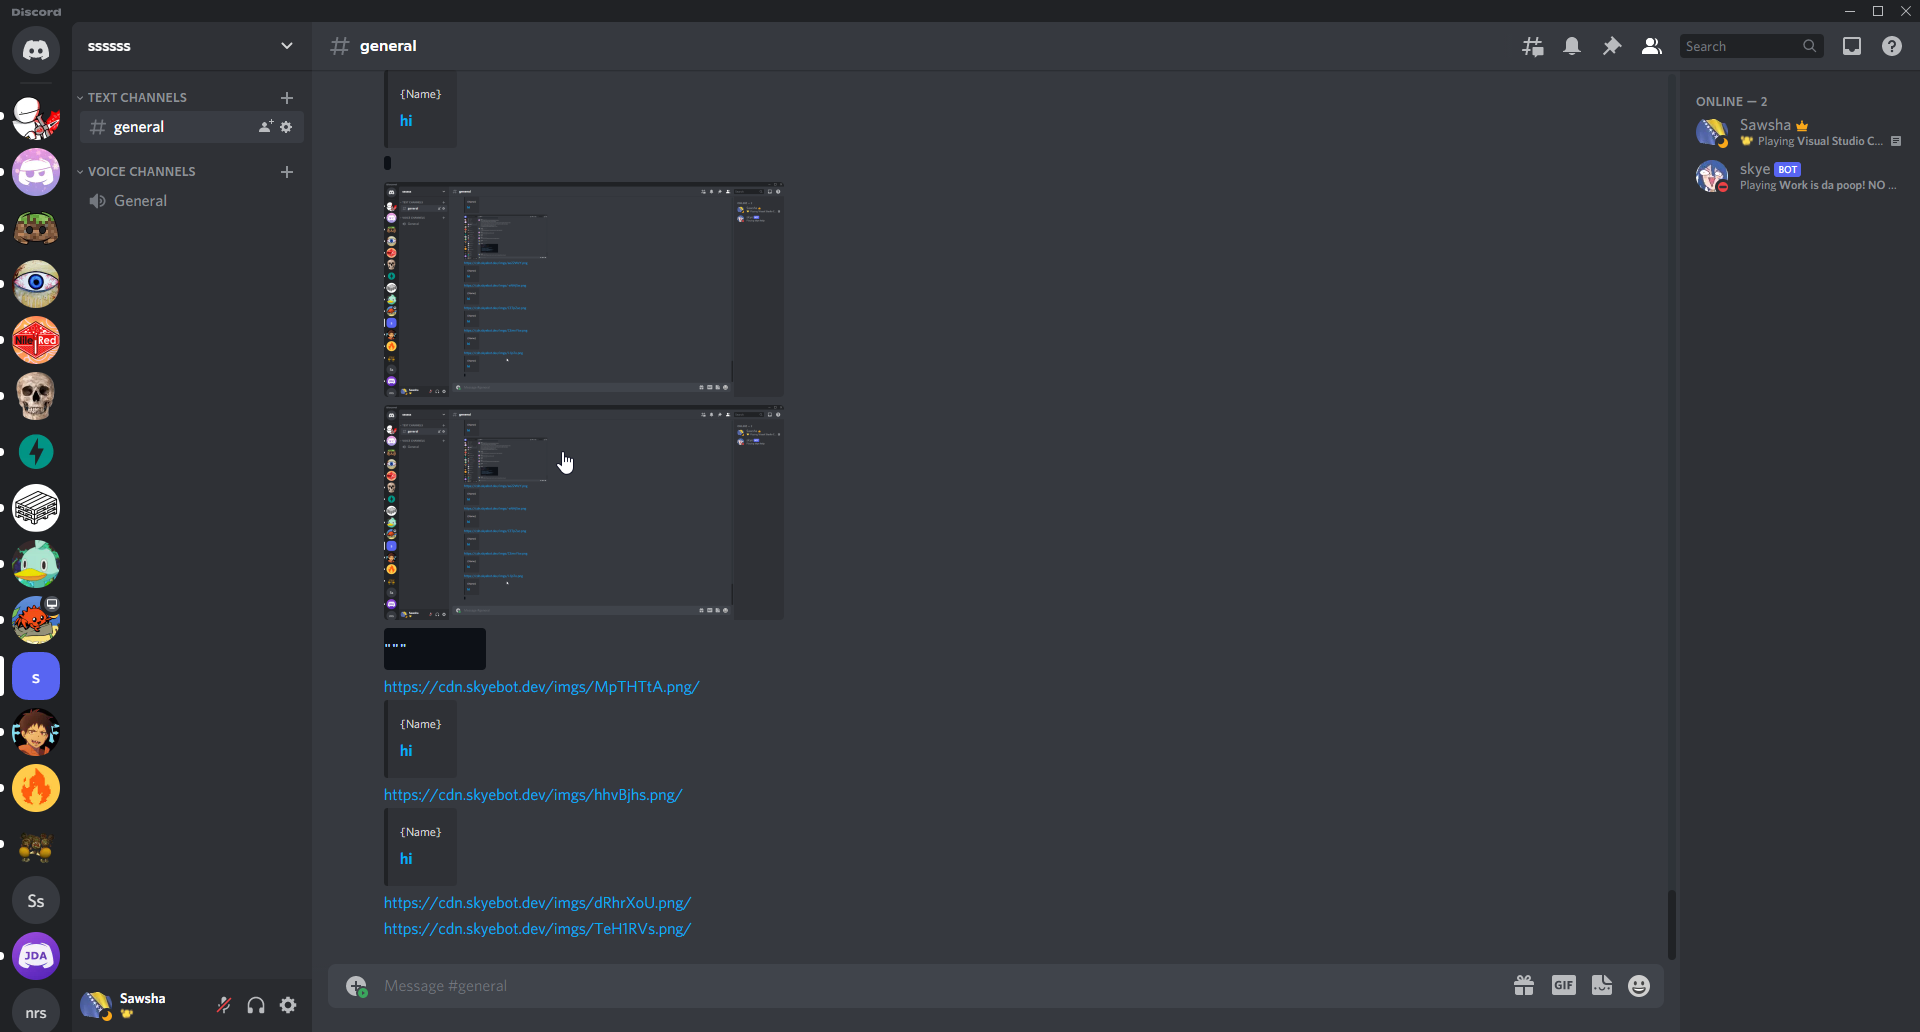 Discord
ssssss
general
Search
TEXT CHANNELS
general
VOICE CHANNELS
General
{Name}
hi
"""
https://cdn.skyebot.dev/imgs/MpTHTtA.png/
{Name}
hi
https://cdn.skyebot.dev/imgs/hhvBjhs.png/
{Name}
hi
https://cdn.skyebot.dev/imgs/dRhrXoU.png/
https://cdn.skyebot.dev/imgs/TeH1RVs.png/
Message #general
GIF
ONLINE — 2
Sawsha
Playing Visual Studio C...
skye BOT
Playing Work is da poop! NO ...
Nile Red
s
Ss
JDA
nrs
Sawsha